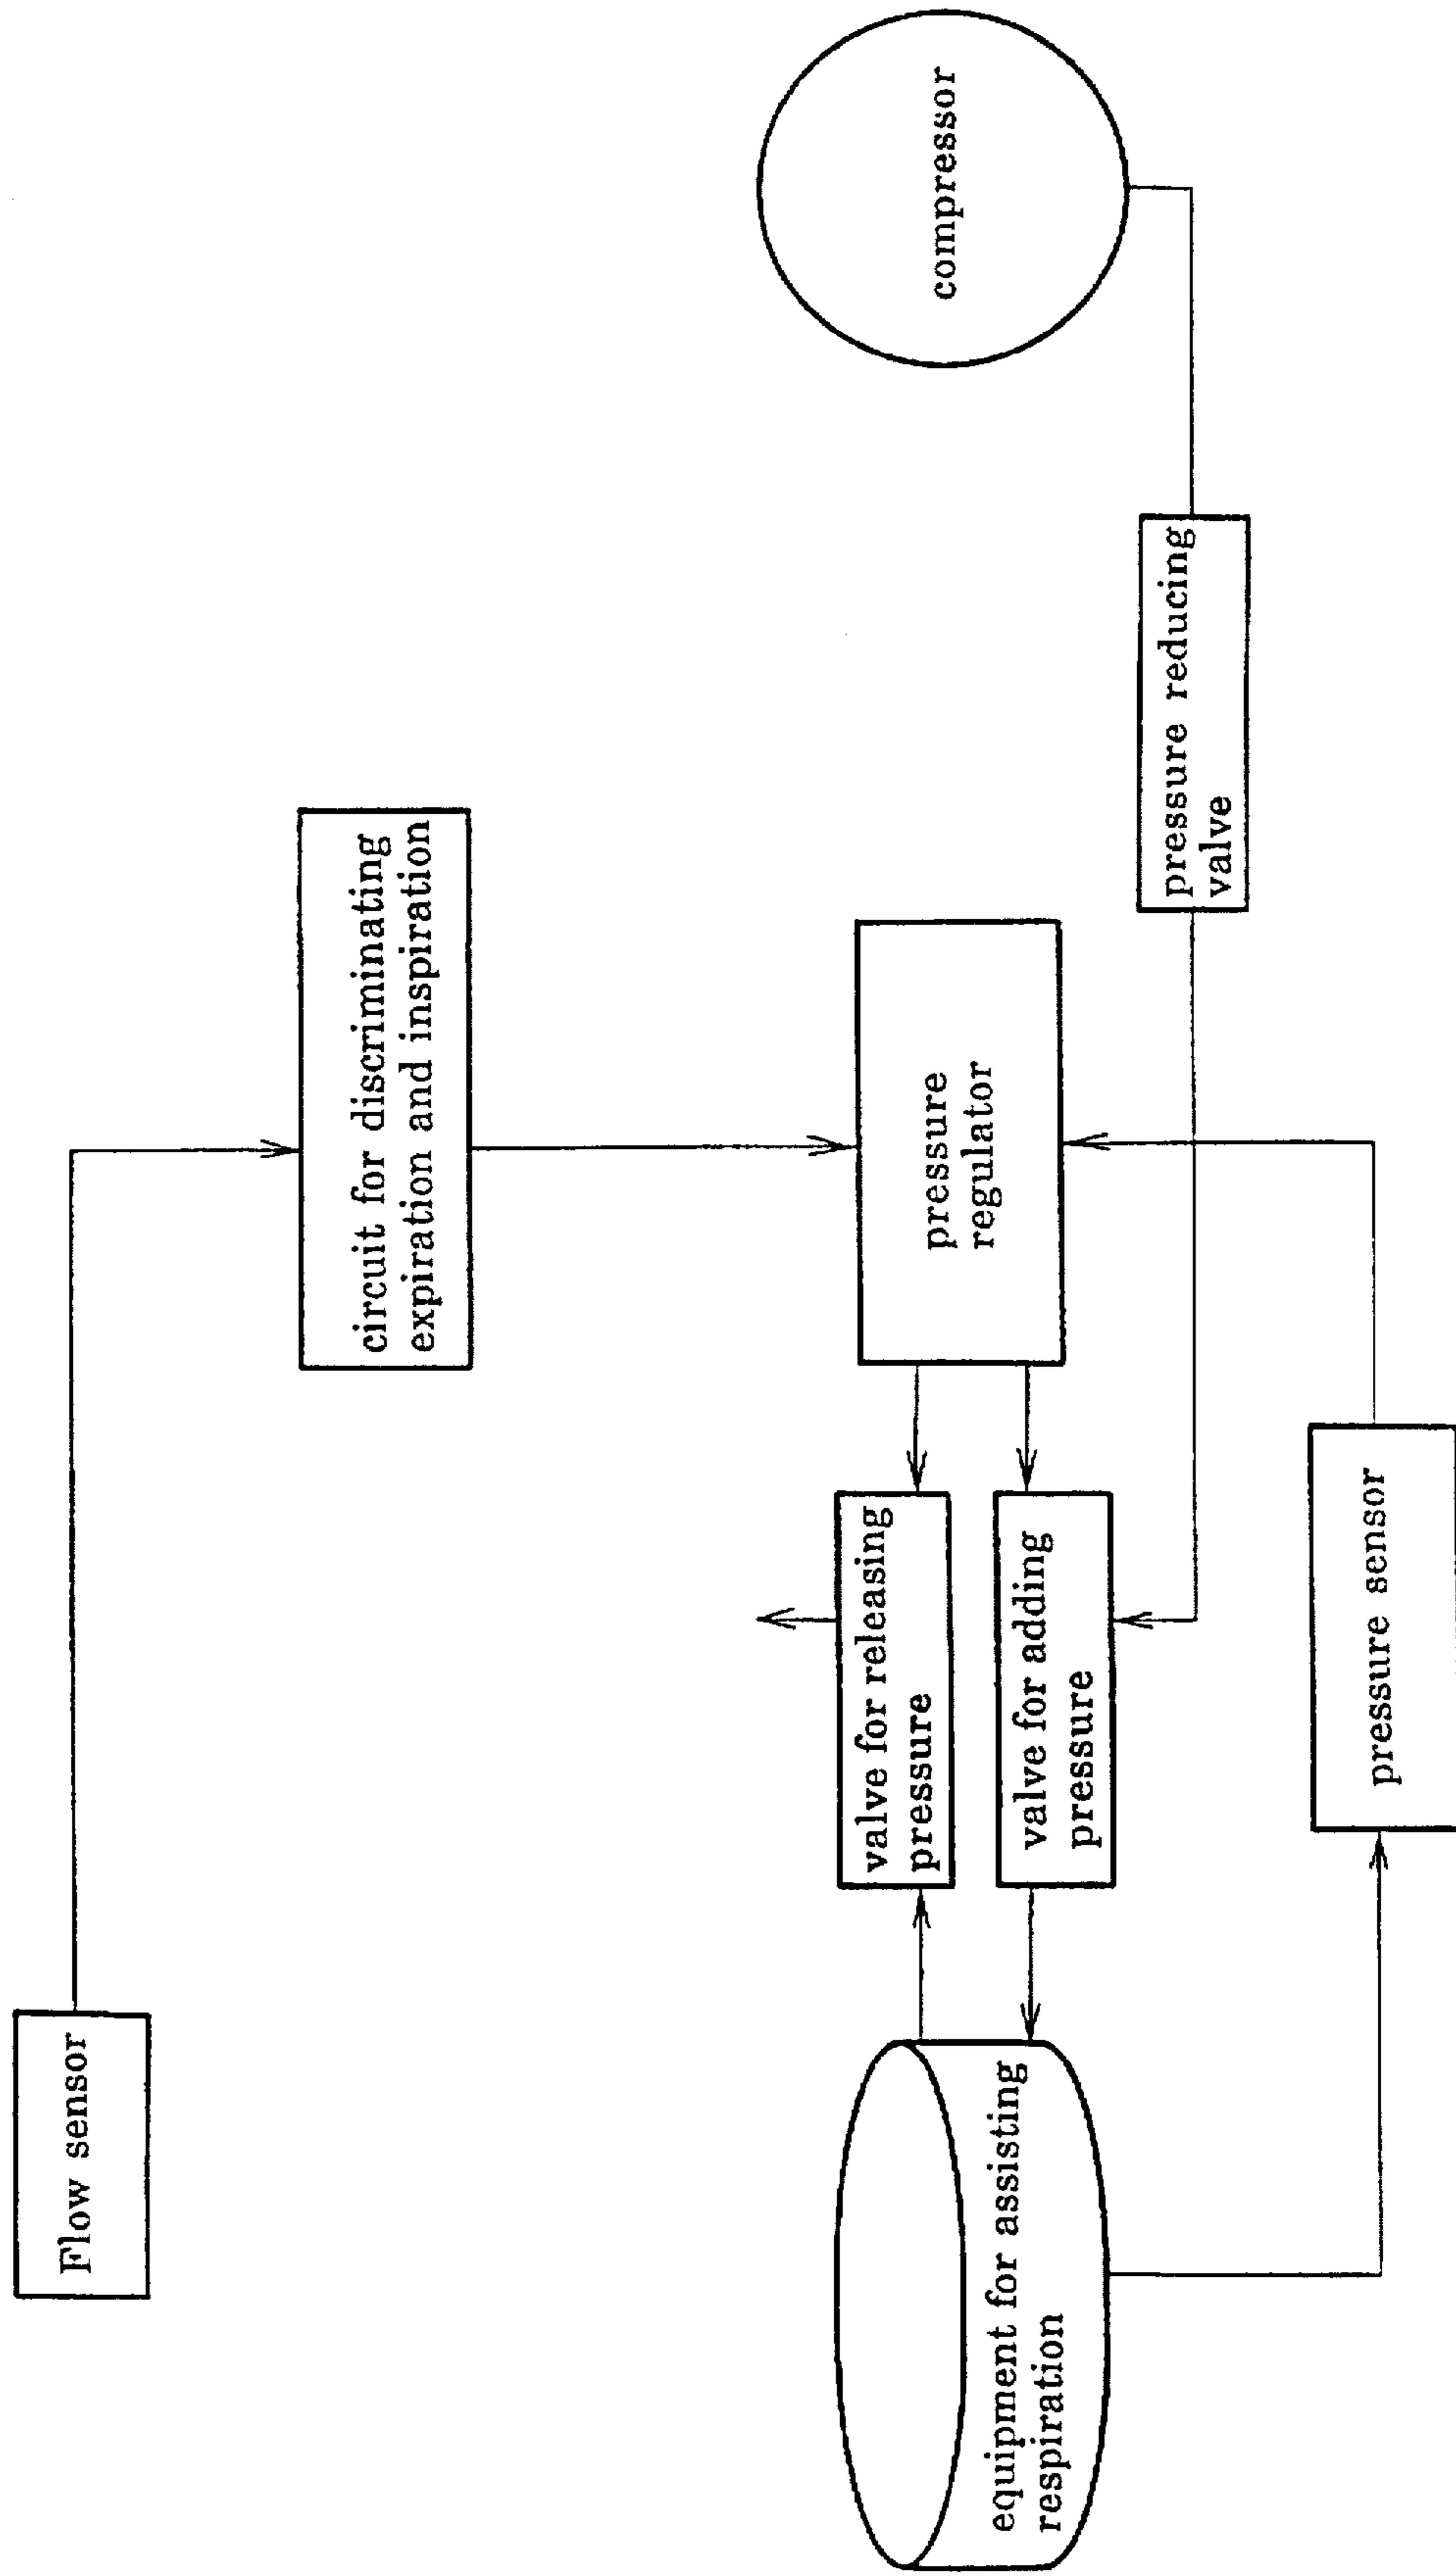 Flow sensor
circuit for discriminating
expiration and inspiration
compressor
pressure
regulator
valve for releasing
pressure
valve for adding
pressure
pressure reducing
valve
equipment for assisting
respiration
pressure sensor